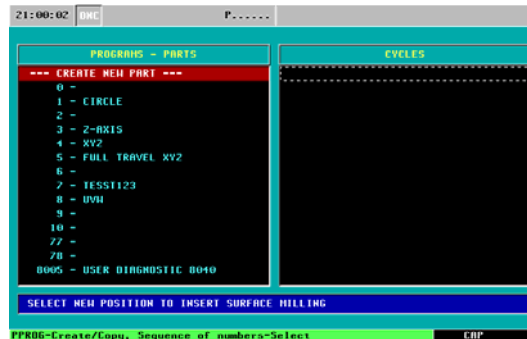 21:00:02 DNC P......
PROGRAMS - PARTS
CYCLES
--- CREATE NEW PART ---
0 -
1 - CIRCLE
2 -
3 - Z-AXIS
4 - XYZ
5 - FULL TRAVEL XYZ
6 -
7 - TESST123
8 - UVW
9 -
10 -
77 -
78 -
8005 - USER DIAGNOSTIC 8040
SELECT NEW POSITION TO INSERT SURFACE MILLING
PPROG-Create/Copy, Sequence of numbers-Select CAP